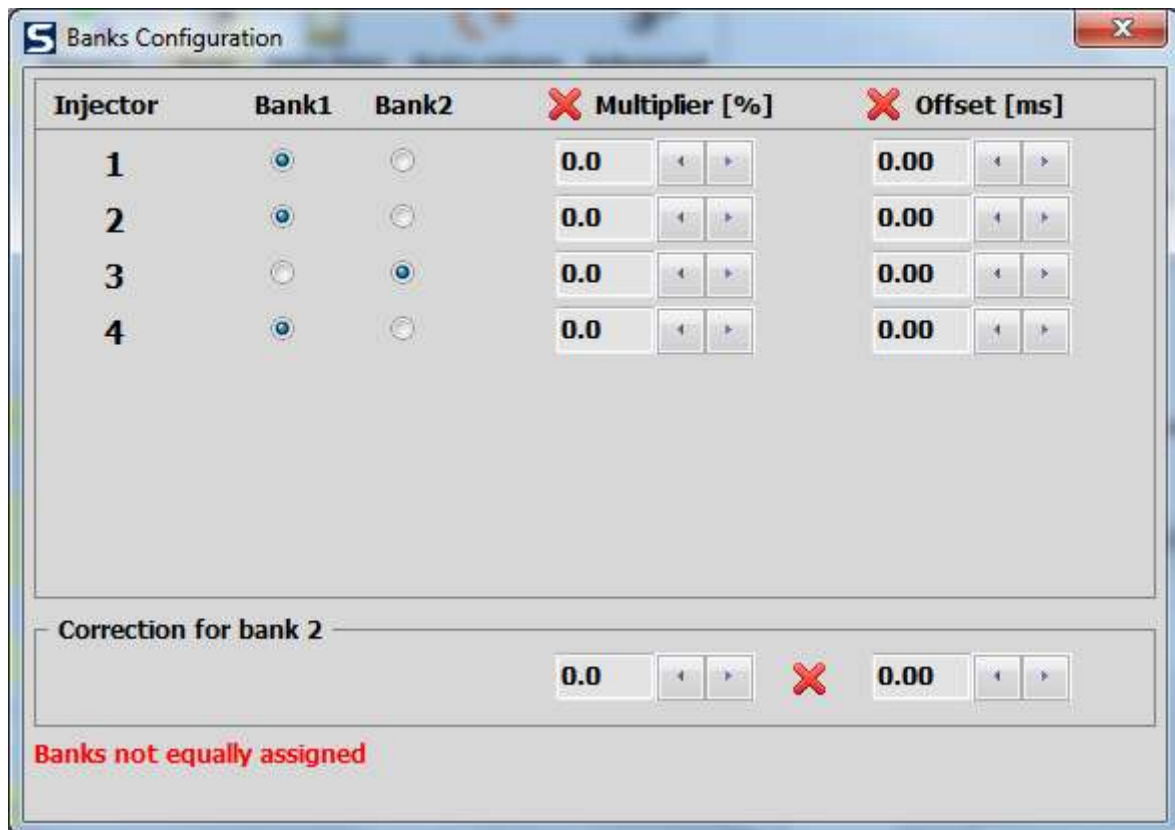 S Banks Configuration
Injector Bank1 Bank2 Multiplier [%] Offset [ms]
1 0.0 0.00
2 0.0 0.00
3 0.0 0.00
4 0.0 0.00
Correction for bank 2
0.0 0.00
Banks not equally assigned